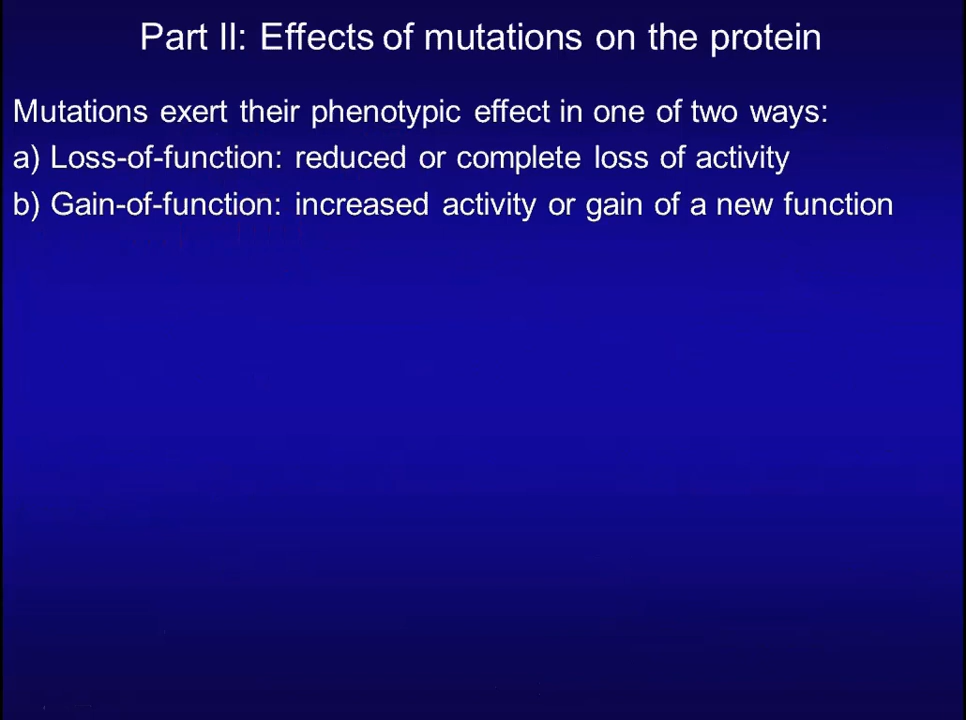 Part II: Effects of mutations on the protein
Mutations exert their phenotypic effect in one of two ways:
a) Loss-of-function: reduced or complete loss of activity
b) Gain-of-function: increased activity or gain of a new function